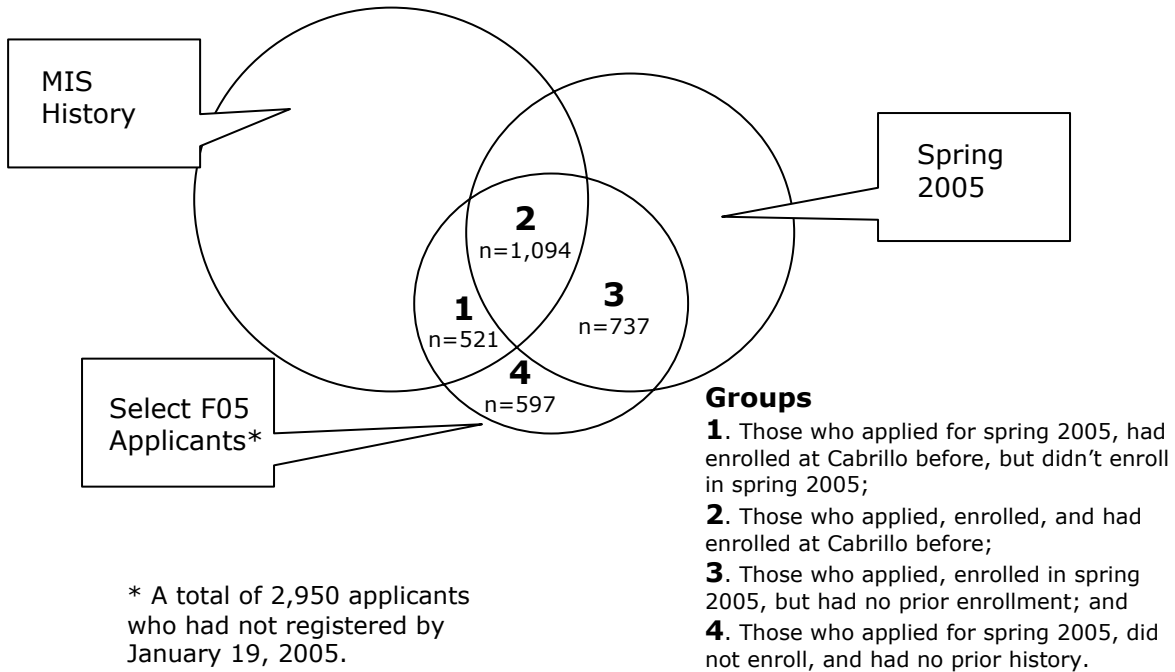 MIS
History
Spring
2005
2
n=1,094
1
n=521
3
n=737
4
n=597
Select F05
Applicants*
Groups
1. Those who applied for spring 2005, had
enrolled at Cabrillo before, but didn’t enroll
in spring 2005;
2. Those who applied, enrolled, and had
enrolled at Cabrillo before;
3. Those who applied, enrolled in spring
2005, but had no prior enrollment; and
4. Those who applied for spring 2005, did
not enroll, and had no prior history.
* A total of 2,950 applicants
who had not registered by
January 19, 2005.